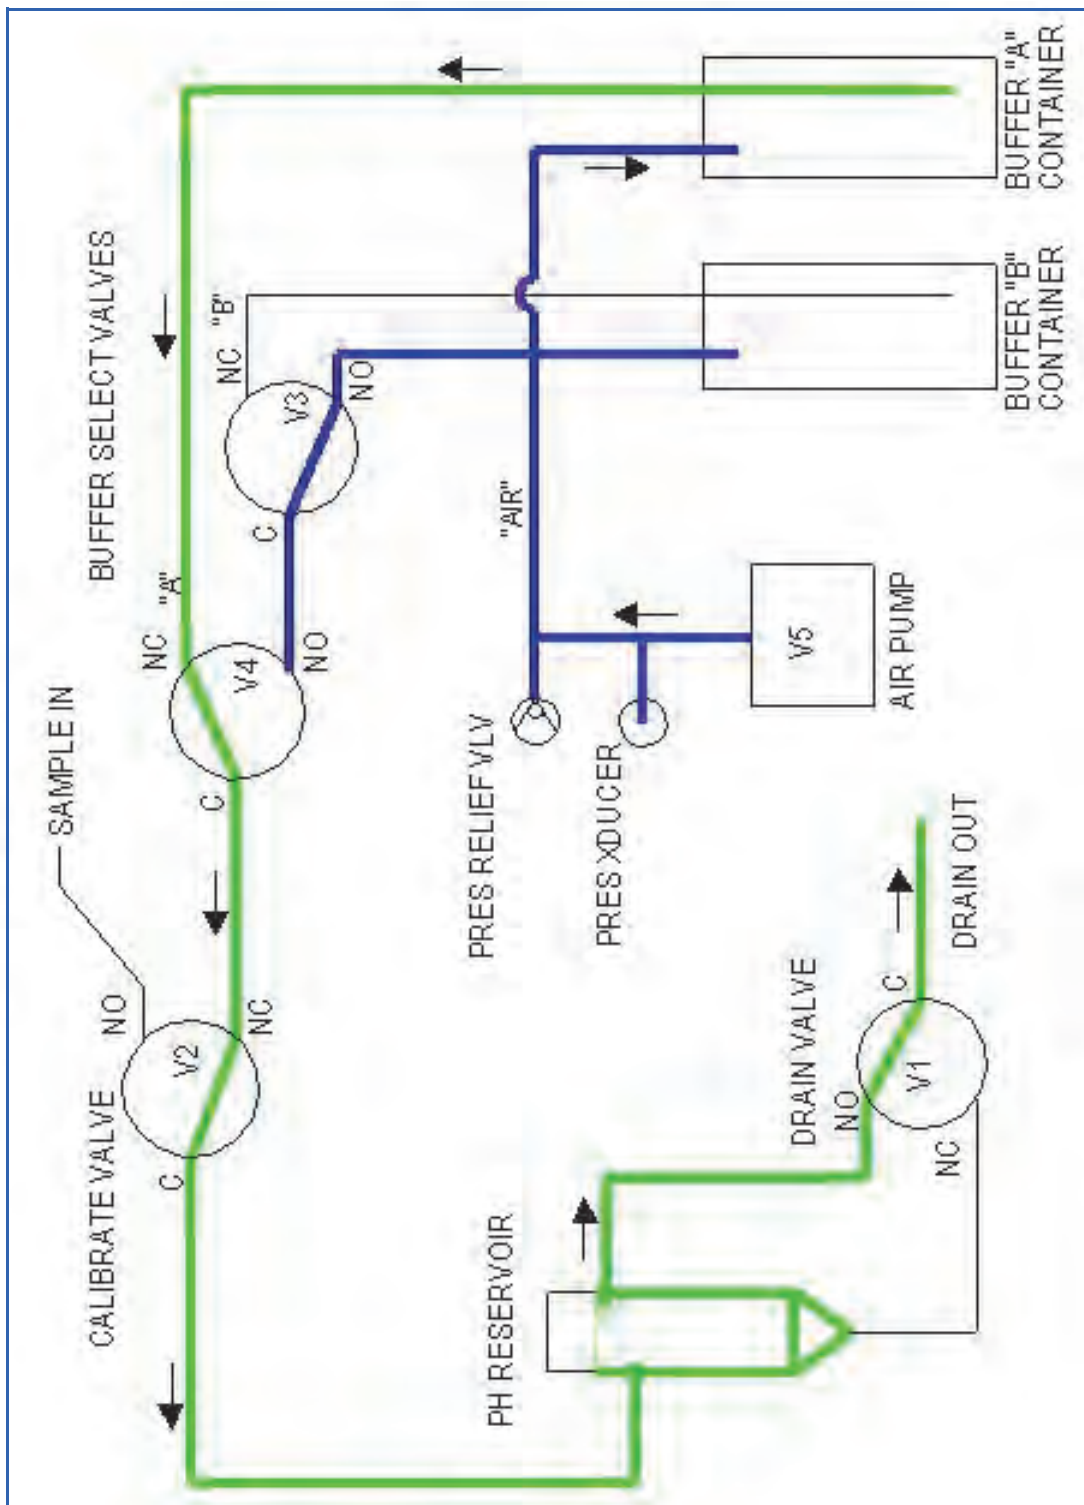 SAMPLE IN
CALIBRATE VALVE
NO
V2
C
NC
BUFFER SELECT VALVES
NC
"A"
V4
C
NO
NC
"B"
V3
C
NO
"AIR"
PRES RELIEF VLV
PRES XDUCER
V5
AIR PUMP
BUFFER "A"
CONTAINER
BUFFER "B"
CONTAINER
PH RESERVOIR
DRAIN VALVE
NO
V1
C
NC
DRAIN OUT